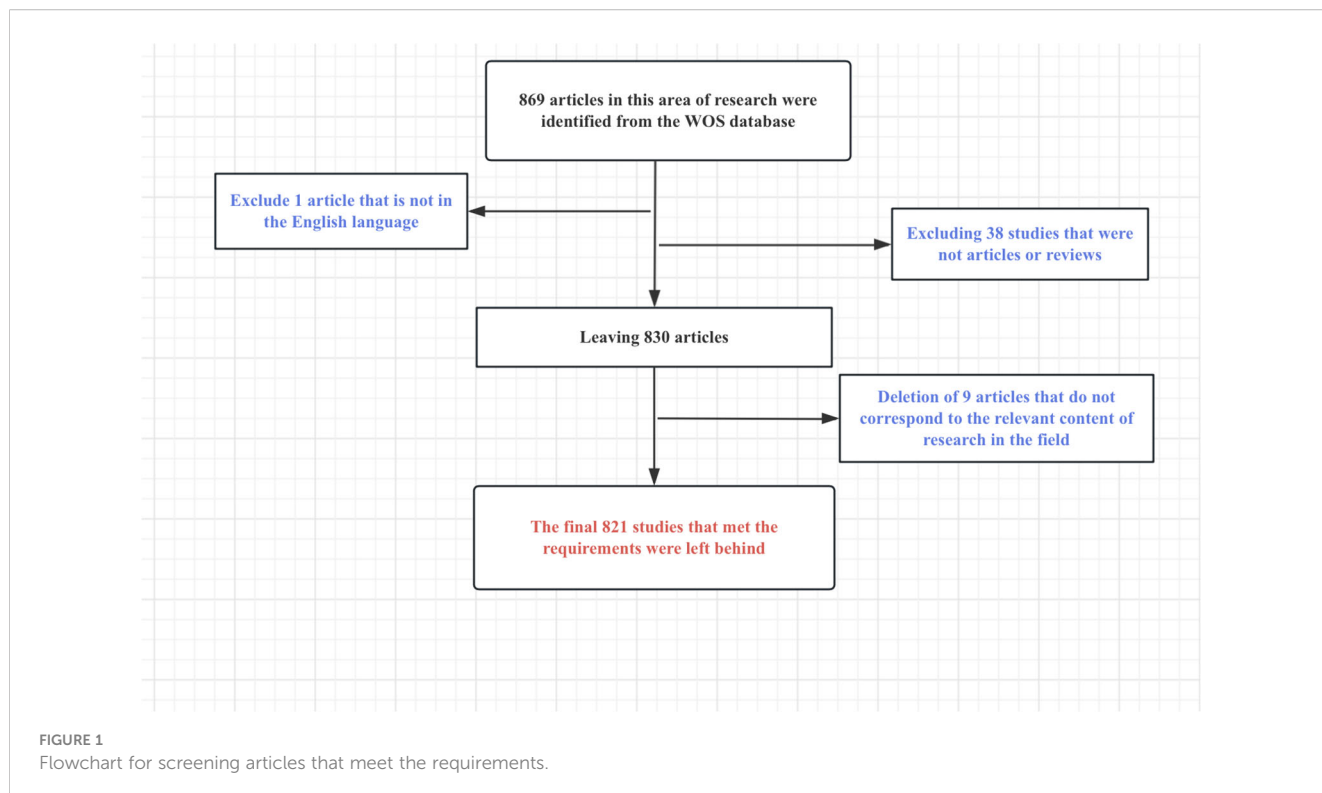 869 articles in this area of research were
identified from the WOS database
Exclude 1 article that is not in
the English language
Excluding 38 studies that were
not articles or reviews
Leaving 830 articles
Deletion of 9 articles that do not
correspond to the relevant content of
research in the field
The final 821 studies that met the
requirements were left behind
FIGURE 1
Flowchart for screening articles that meet the requirements.